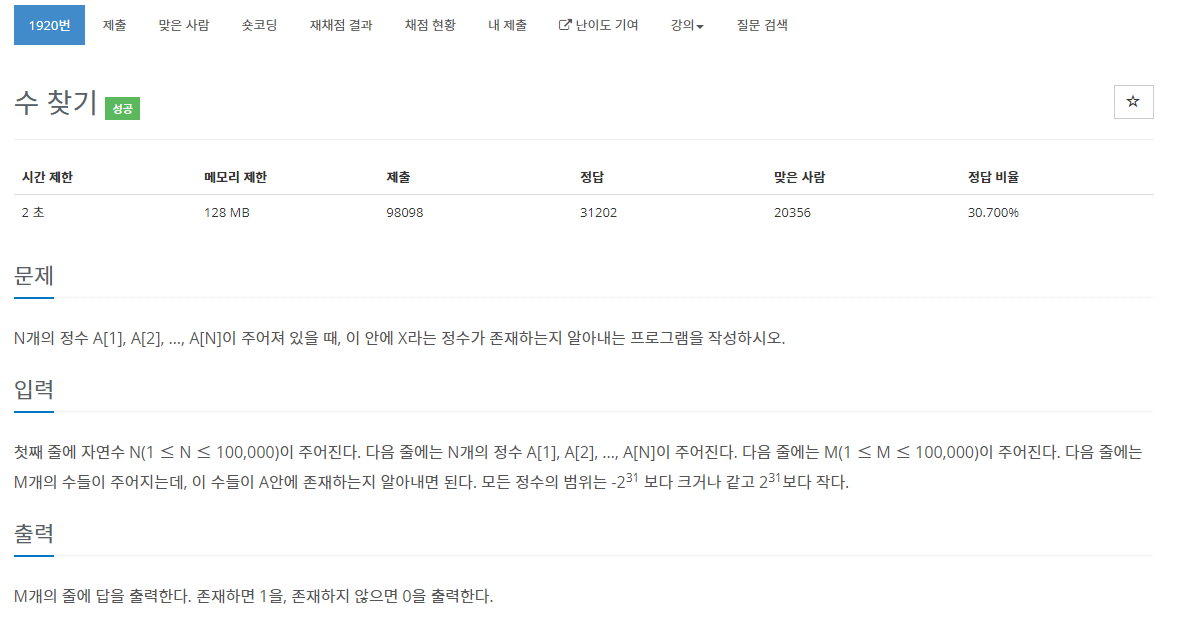 1920번 제출 맞은 사람 숏코딩 재채점 결과 채점 현황 내 제출 난이도 기여 강의 질문 검색
수 찾기 성공
시간 제한 메모리 제한 제출 정답 맞은 사람 정답 비율
2 초 128 MB 98098 31202 20356 30.700%
문제
N개의 정수 A[1], A[2], ..., A[N]이 주어져 있을 때, 이 안에 X라는 정수가 존재하는지 알아내는 프로그램을 작성하시오.
입력
첫째 줄에 자연수 N(1 ≤ N ≤ 100,000)이 주어진다. 다음 줄에는 N개의 정수 A[1], A[2], ..., A[N]이 주어진다. 다음 줄에는 M(1 ≤ M ≤ 100,000)이 주어진다. 다음 줄에는
M개의 수들이 주어지는데, 이 수들이 A안에 존재하는지 알아내면 된다. 모든 정수의 범위는 -2³¹ 보다 크거나 같고 2³¹보다 작다.
출력
M개의 줄에 답을 출력한다. 존재하면 1을, 존재하지 않으면 0을 출력한다.